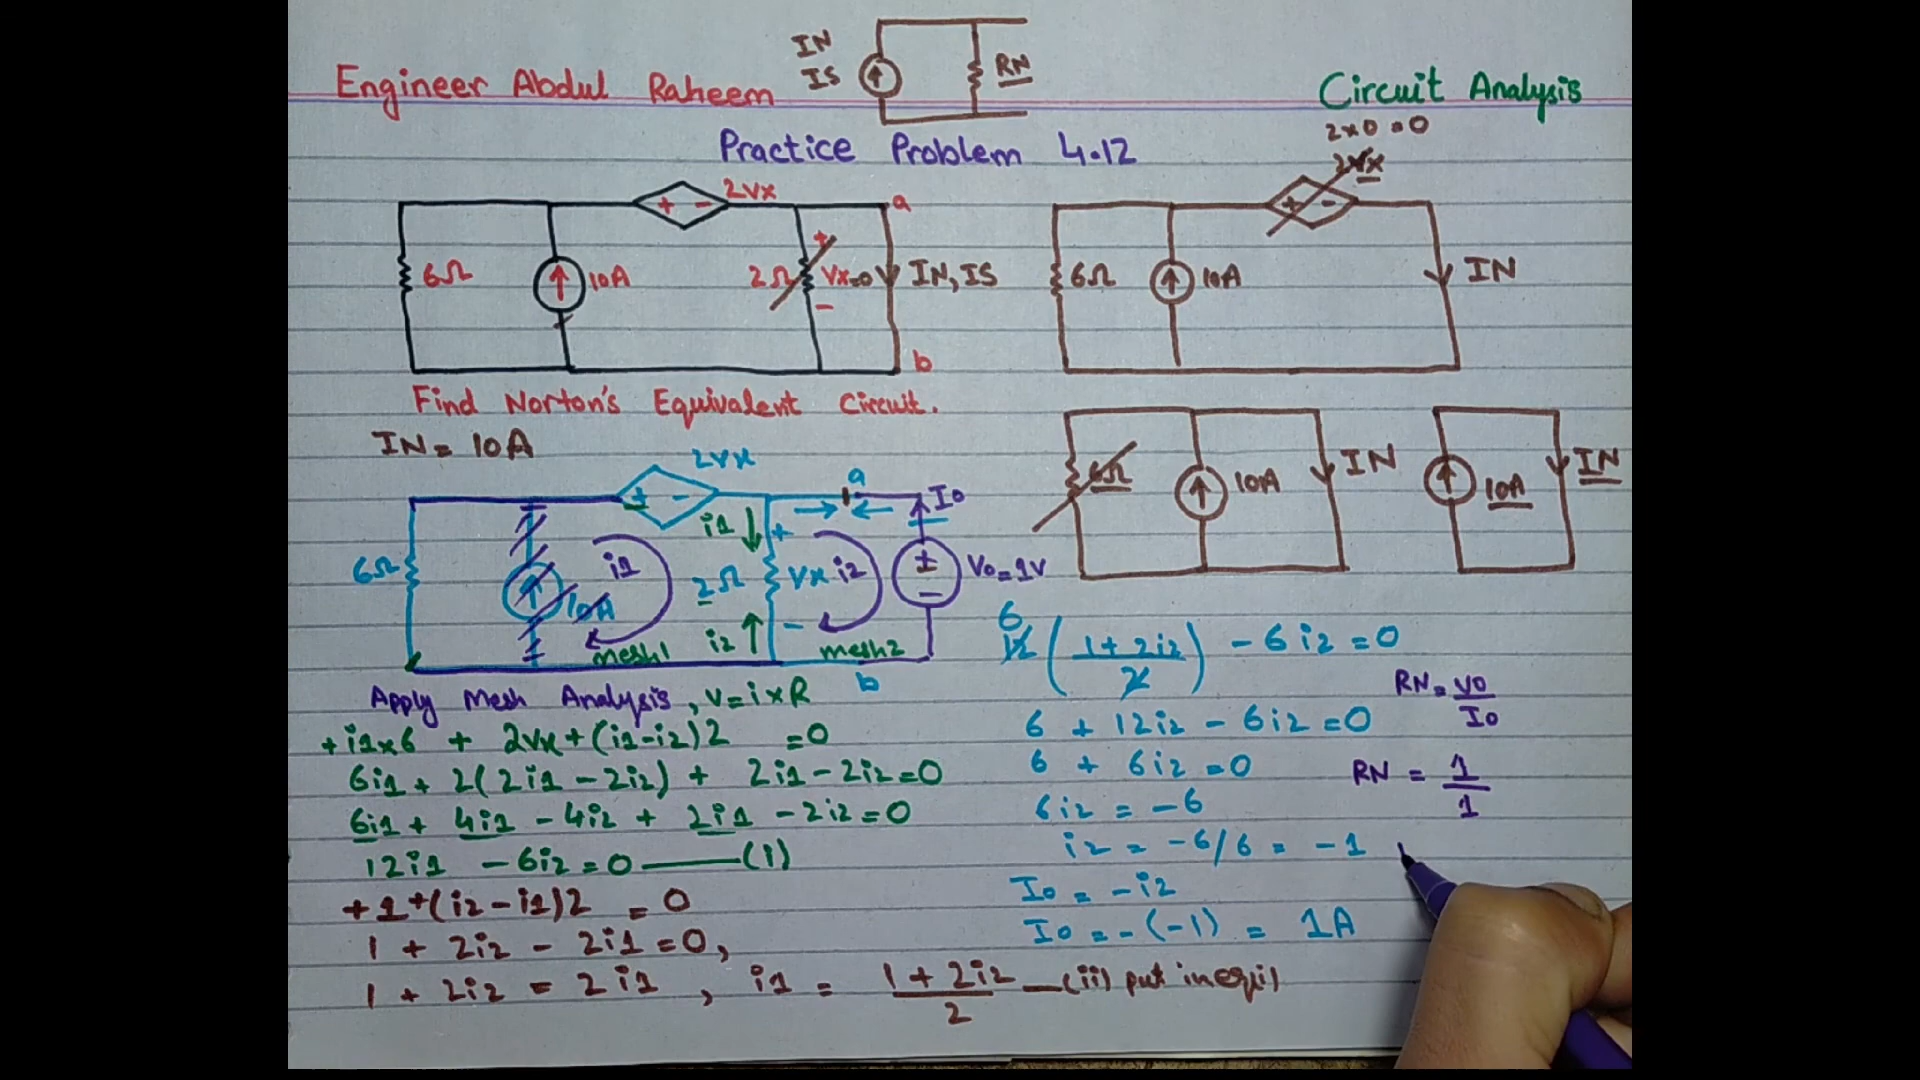 IN
IS
RN
Engineer Abdul Raheem
Circuit Analysis
Practice Problem 4.12
2×0=0
2vx
2vx
+ -
a
6Ω
10A
2Ω
+
Vx=0
-
IN, IS
b
+ -
6Ω
10A
IN
Find Norton's Equivalent Circuit.
IN = 10A
6Ω
10A
IN
10A
IN
2vx
+ -
a
Io
i1
+
6Ω
10A
i1
2Ω
Vx
i2
+
-
Vo=1V
i2
-
mesh1
mesh2
b
Apply Mesh Analysis, V=i×R
+i1×6 + 2Vx+(i1-i2)2 =0
6i1 + 2(2i1-2i2) + 2i1-2i2=0
6i1 + 4i1 - 4i2 + 2i1 - 2i2=0
12i1 - 6i2=0 ——(1)
+1+(i2-i1)2 = 0
1 + 2i2 - 2i1=0,
1 + 2i2 = 2i1 , i1 = 1+2i2 / 2 —(ii) put in eq(i)
6
12 (1+2i2 / 2) - 6i2=0
6 + 12i2 - 6i2=0
6 + 6i2=0
6i2 = -6
i2 = -6/6 = -1
Io = -i2
Io = -(-1) = 1A
RN = Vo / Io
RN = 1 / 1